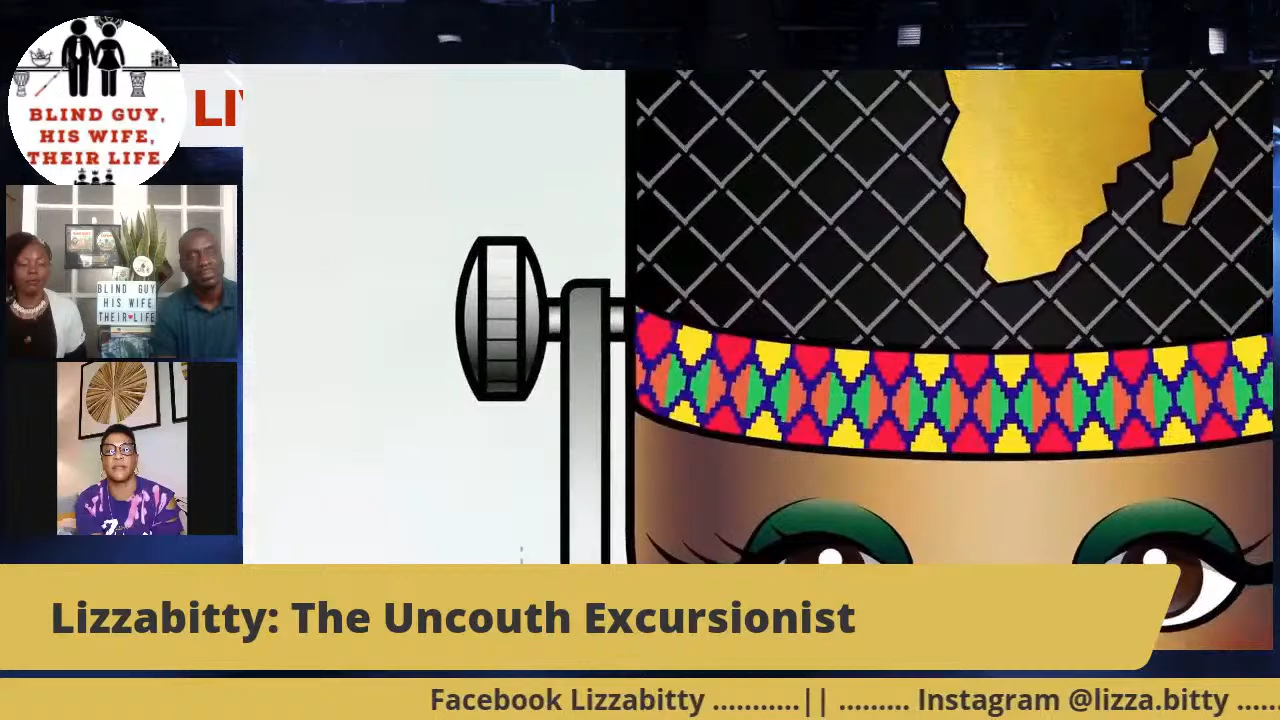 BLIND GUY,
HIS WIFE,
THEIR LIFE.
LIV
BLIND GUY
HIS WIFE
THEIR♥LIFE
Lizzabitty: The Uncouth Excursionist
Facebook Lizzabitty ...........|| ......... Instagram @lizza.bitty ......